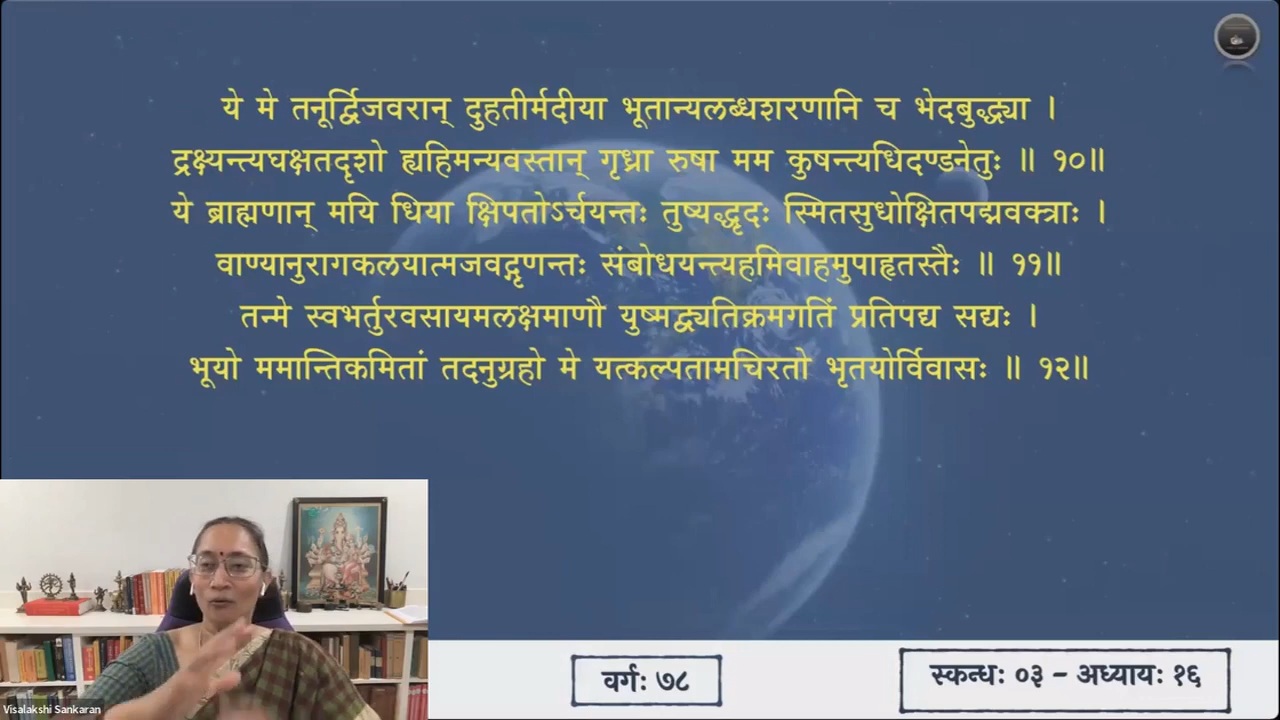 ये मे तनूर्द्विजवरान् दुहतीर्मदीया भूतान्यलब्धशरणानि च भेदबुद्ध्या ।
द्रक्ष्यन्त्यघक्षतदृशो ह्यहिमन्यवस्तान् गृध्रा रुषा मम कुषन्त्यधिदण्डनेतुः ॥ १०॥
ये ब्राह्मणान् मयि धिया क्षिपतोऽर्चयन्तः तुष्यद्धृदः स्मितसुधोक्षितपद्मवक्त्राः ।
वाण्यानुरागकलयात्मजवद्गृणन्तः संबोधयन्त्यहमिवाहमुपाहृतस्तैः ॥ ११॥
तन्मे स्वभर्तुरवसायमलक्षमाणौ युष्मद्व्यतिक्रमगतिं प्रतिपद्य सद्यः ।
भूयो ममान्तिकमितां तदनुग्रहो मे यत्कल्पतामचिरतो भृतयोर्विवासः ॥ १२॥
वर्गः ७८
स्कन्धः ०३ - अध्यायः १६
Visalakshi Sankaran